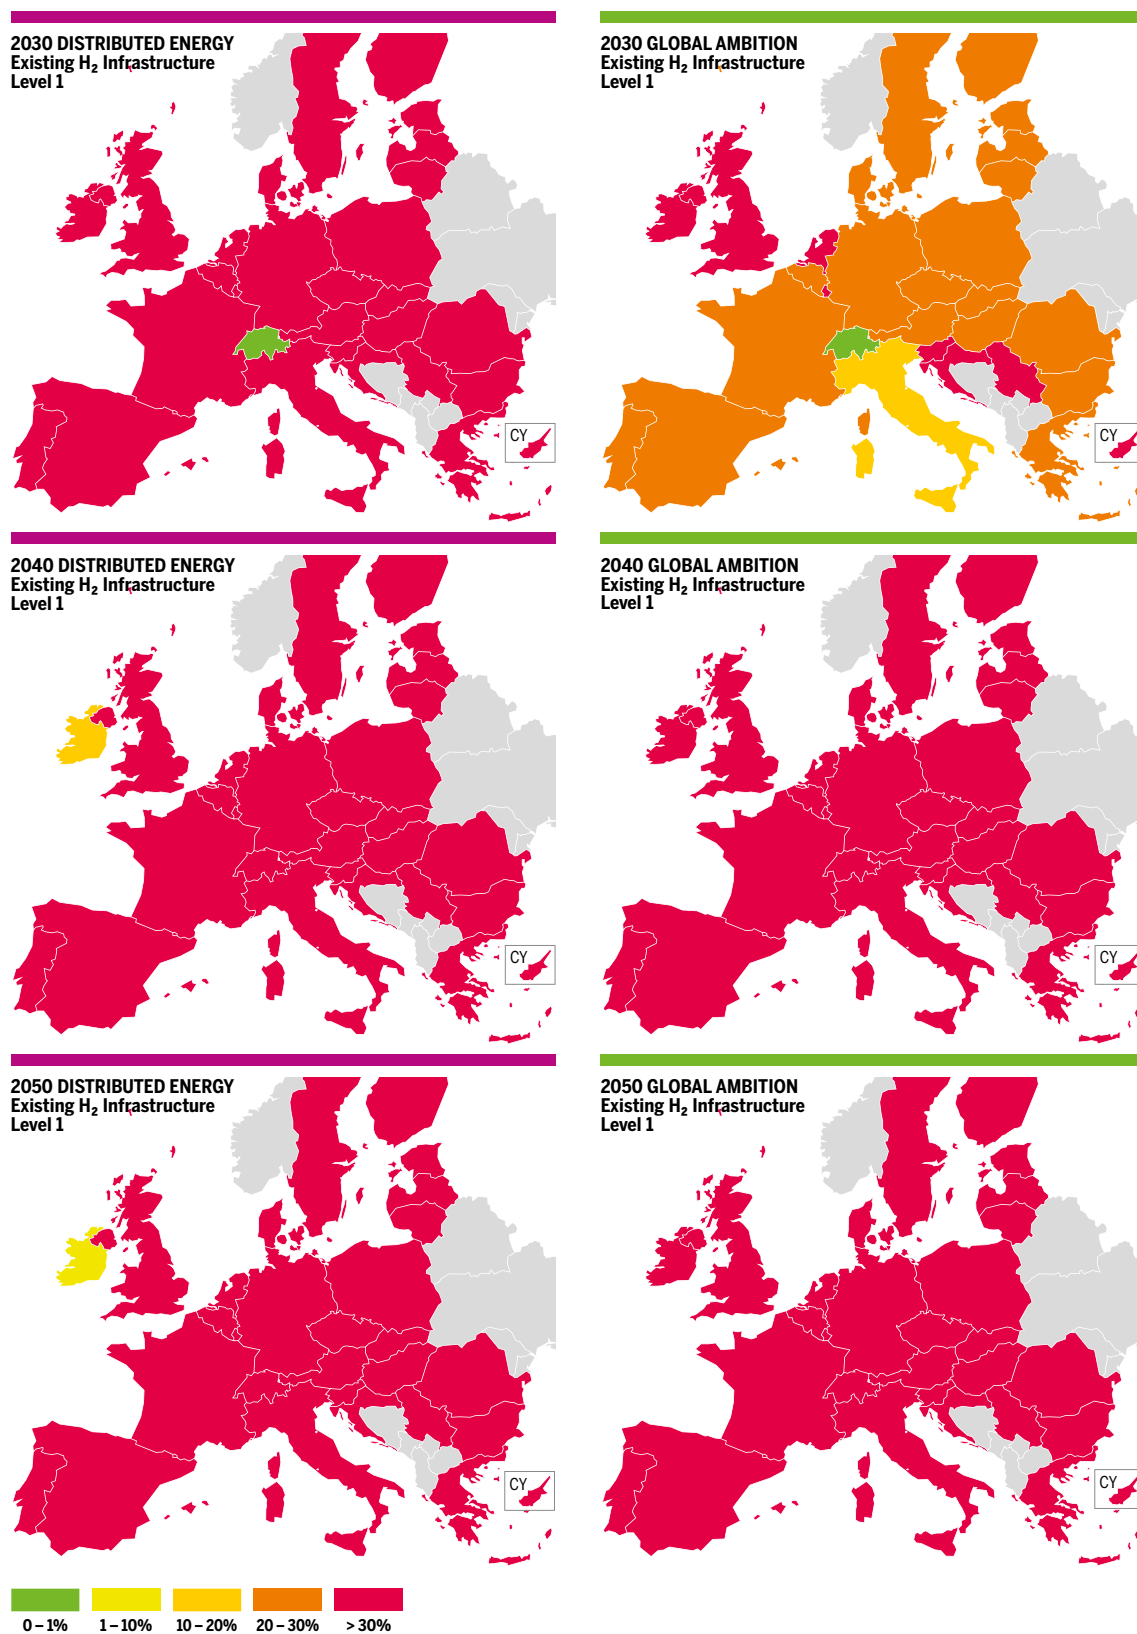 2030 DISTRIBUTED ENERGY
Existing H₂ Infrastructure
Level 1
CY
2030 GLOBAL AMBITION
Existing H₂ Infrastructure
Level 1
CY
2040 DISTRIBUTED ENERGY
Existing H₂ Infrastructure
Level 1
CY
2040 GLOBAL AMBITION
Existing H₂ Infrastructure
Level 1
CY
2050 DISTRIBUTED ENERGY
Existing H₂ Infrastructure
Level 1
CY
2050 GLOBAL AMBITION
Existing H₂ Infrastructure
Level 1
CY
0 – 1% 1 – 10% 10 – 20% 20 – 30% > 30%